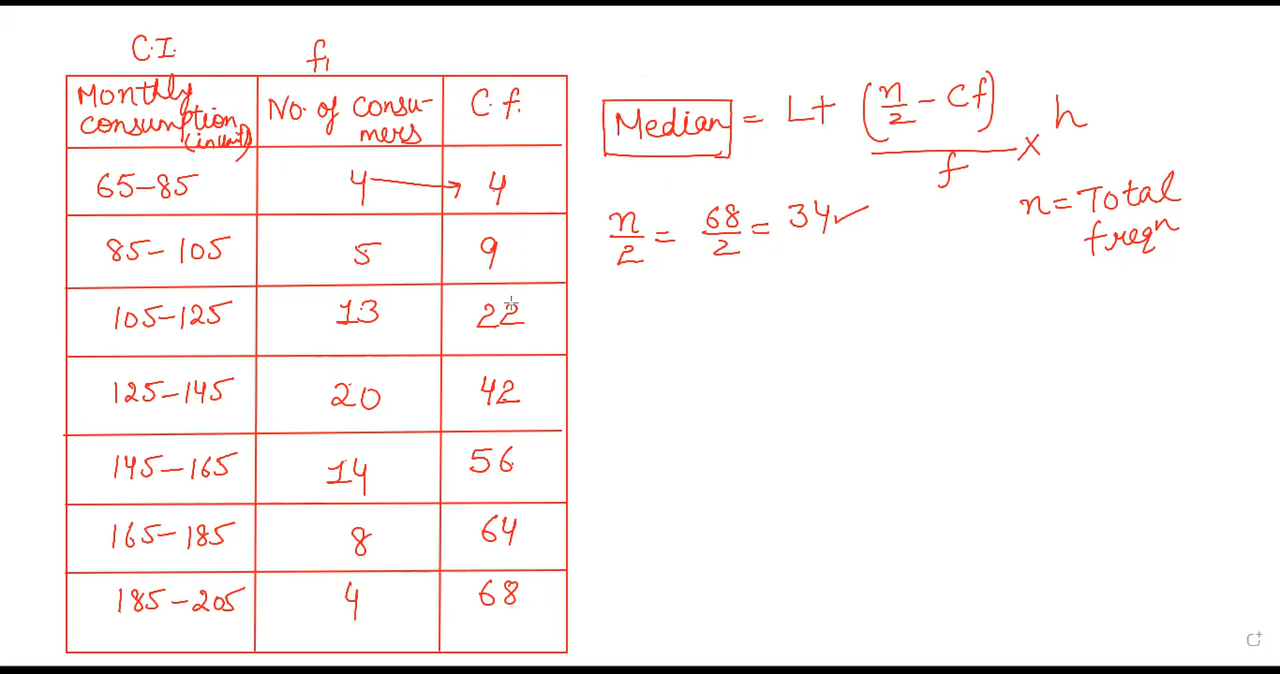 C.I. f₁
Monthly consumption (in unit) No. of consu-mers C.f.
65-85 4 → 4
85-105 5 9
105-125 13 22
125-145 20 42
145-165 14 56
165-185 8 64
185-205 4 68
Median = L+ (n/2 - Cf)/f × h
n/2 = 68/2 = 34 ✓
n = Total
freqn